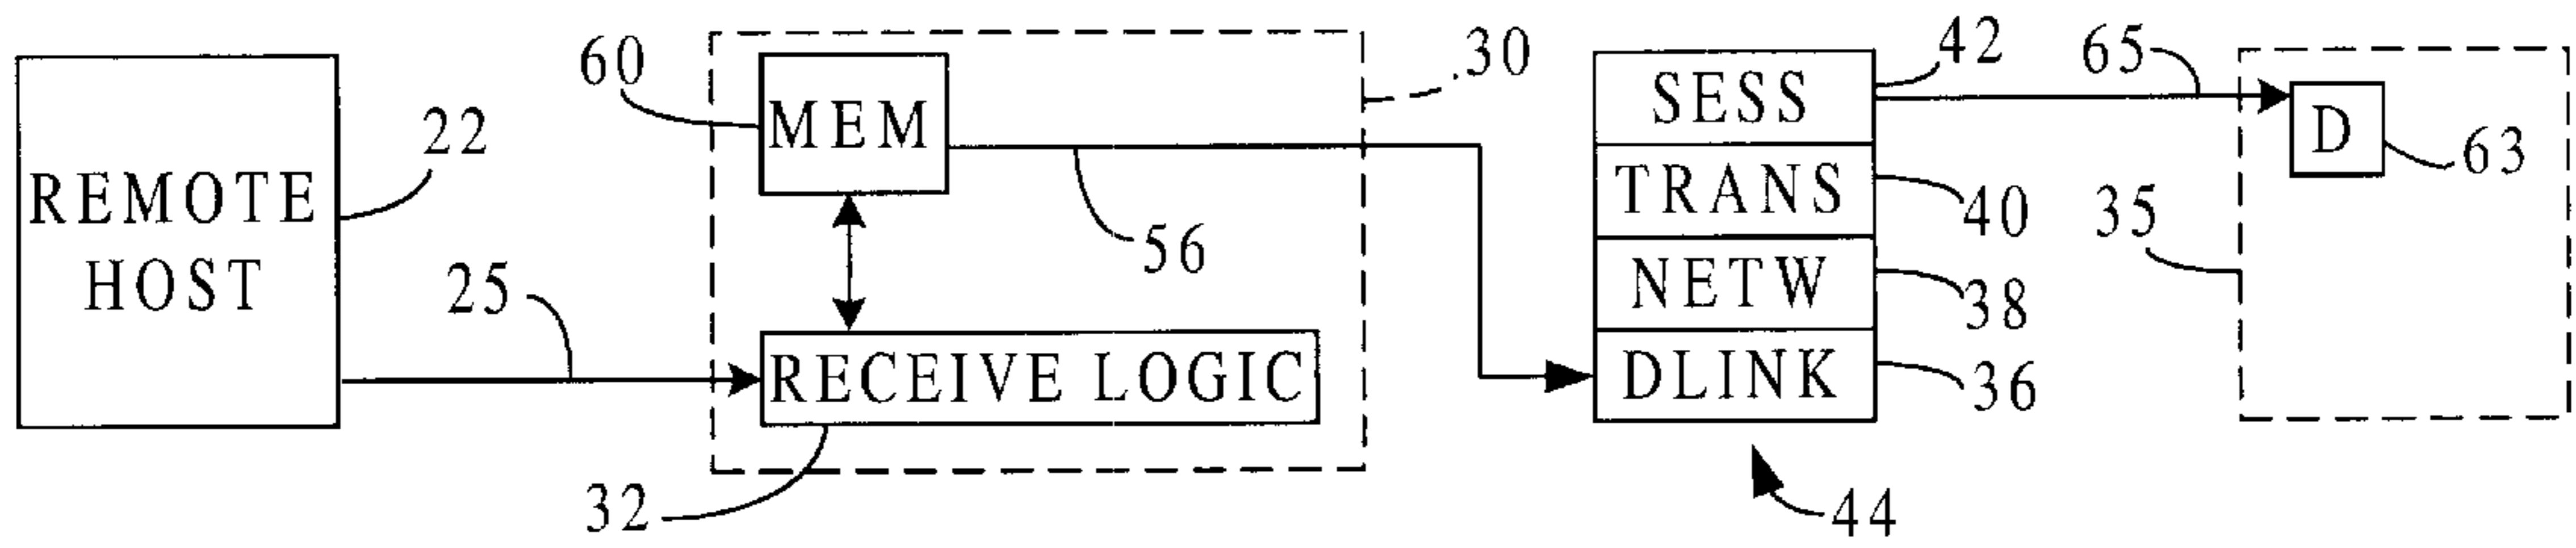 REMOTE
HOST
22
25
60
MEM
30
56
RECEIVE LOGIC
32
SESS
42
TRANS
40
NETW
38
DLINK
36
44
65
D
63
35